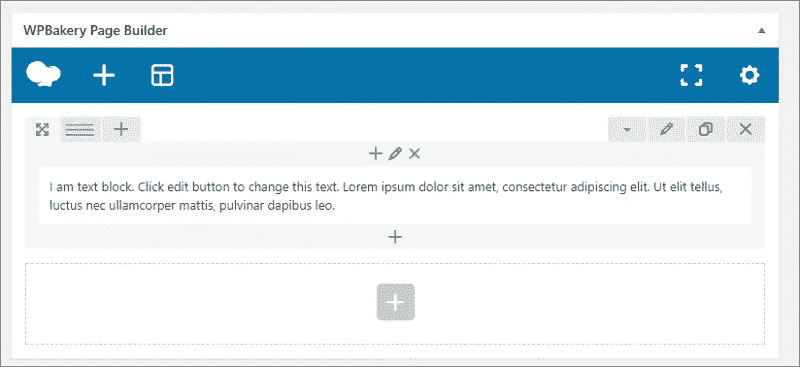 WPBakery Page Builder
I am text block. Click edit button to change this text. Lorem ipsum dolor sit amet, consectetur adipiscing elit. Ut elit tellus,
luctus nec ullamcorper mattis, pulvinar dapibus leo.